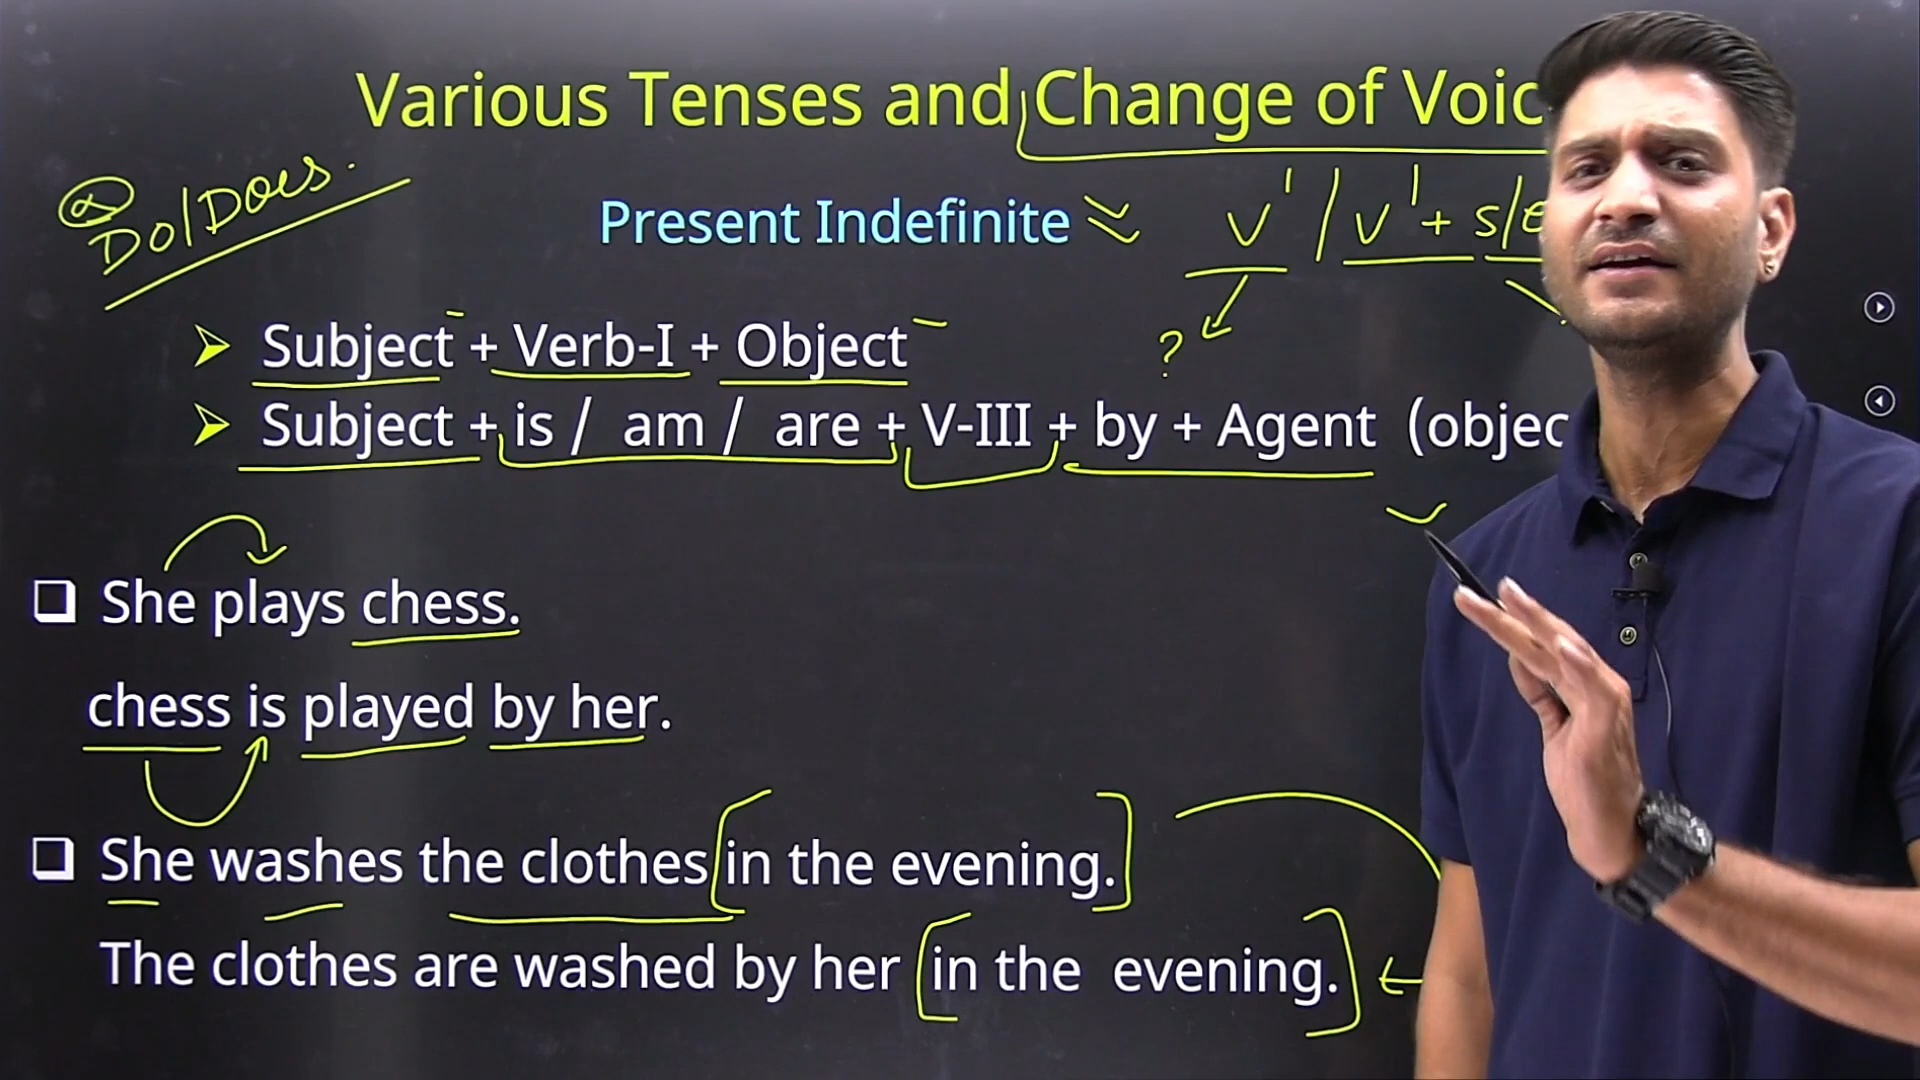 Various Tenses and Change of Voic
Do/Does.
Present Indefinite
V¹ / V¹ + s/e
➢ Subject + Verb-I + Object
?
➢ Subject + is / am / are + V-III + by + Agent (objec
❑ She plays chess.
chess is played by her.
❑ She washes the clothes [in the evening.]
The clothes are washed by her [in the evening.]